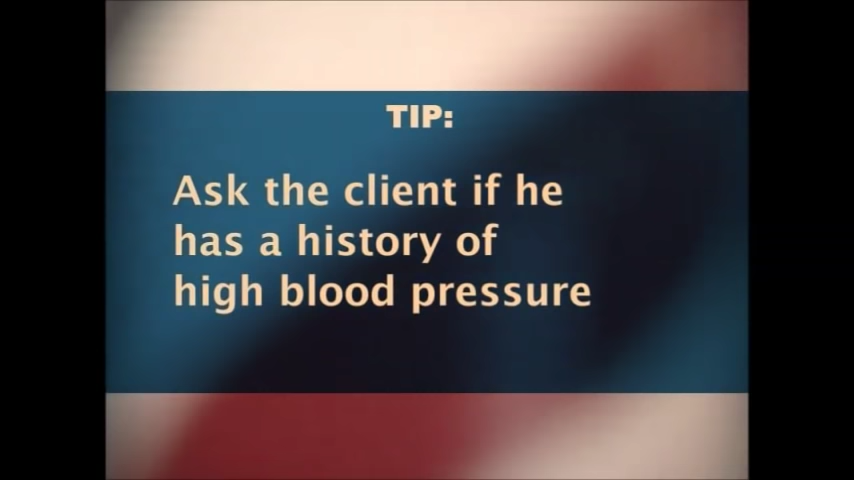 TIP:
Ask the client if he
has a history of
high blood pressure